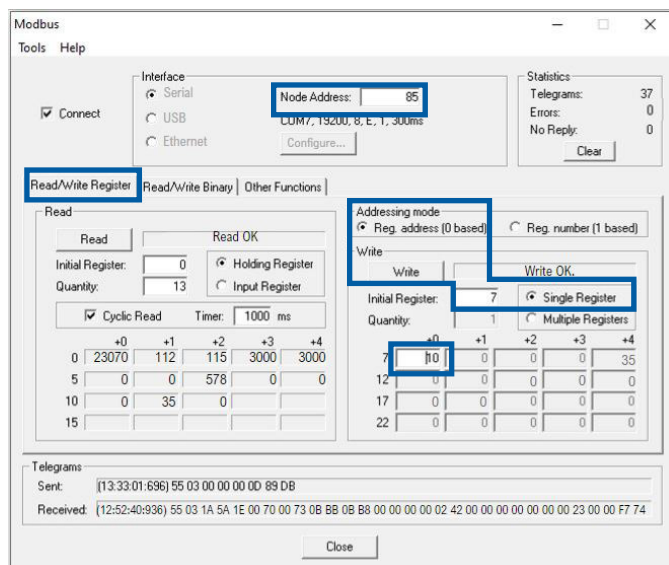 Modbus
Tools Help
Interface
Serial
USB
Ethernet
Connect
Node Address: 85
COM7, 19200, 8, E, 1, 300ms
Configure...
Statistics
Telegrams: 37
Errors: 0
No Reply: 0
Clear
Read/Write Register Read/Write Binary Other Functions
Read
Read Read OK
Initial Register: 0
Quantity: 13
Holding Register
Input Register
Cyclic Read Timer: 1000 ms
+0 +1 +2 +3 +4
0 23070 112 115 3000 3000
5 0 0 578 0 0
10 0 35 0
15
Addressing mode
Reg. address (0 based) Reg. number (1 based)
Write
Write Write OK.
Initial Register: 7
Quantity: 1
Single Register
Multiple Registers
+0 +1 +2 +3 +4
7 10 0 0 0 35
12 0 0 0 0 0
17 0 0 0 0 0
22 0 0 0 0 0
Telegrams
Sent: (13:33:01:696) 55 03 00 00 00 0D 89 DB
Received: (12:52:40:936) 55 03 1A 5A 1E 00 70 00 73 0B BB 0B B8 00 00 00 00 02 42 00 00 00 00 00 00 00 23 00 00 F7 74
Close